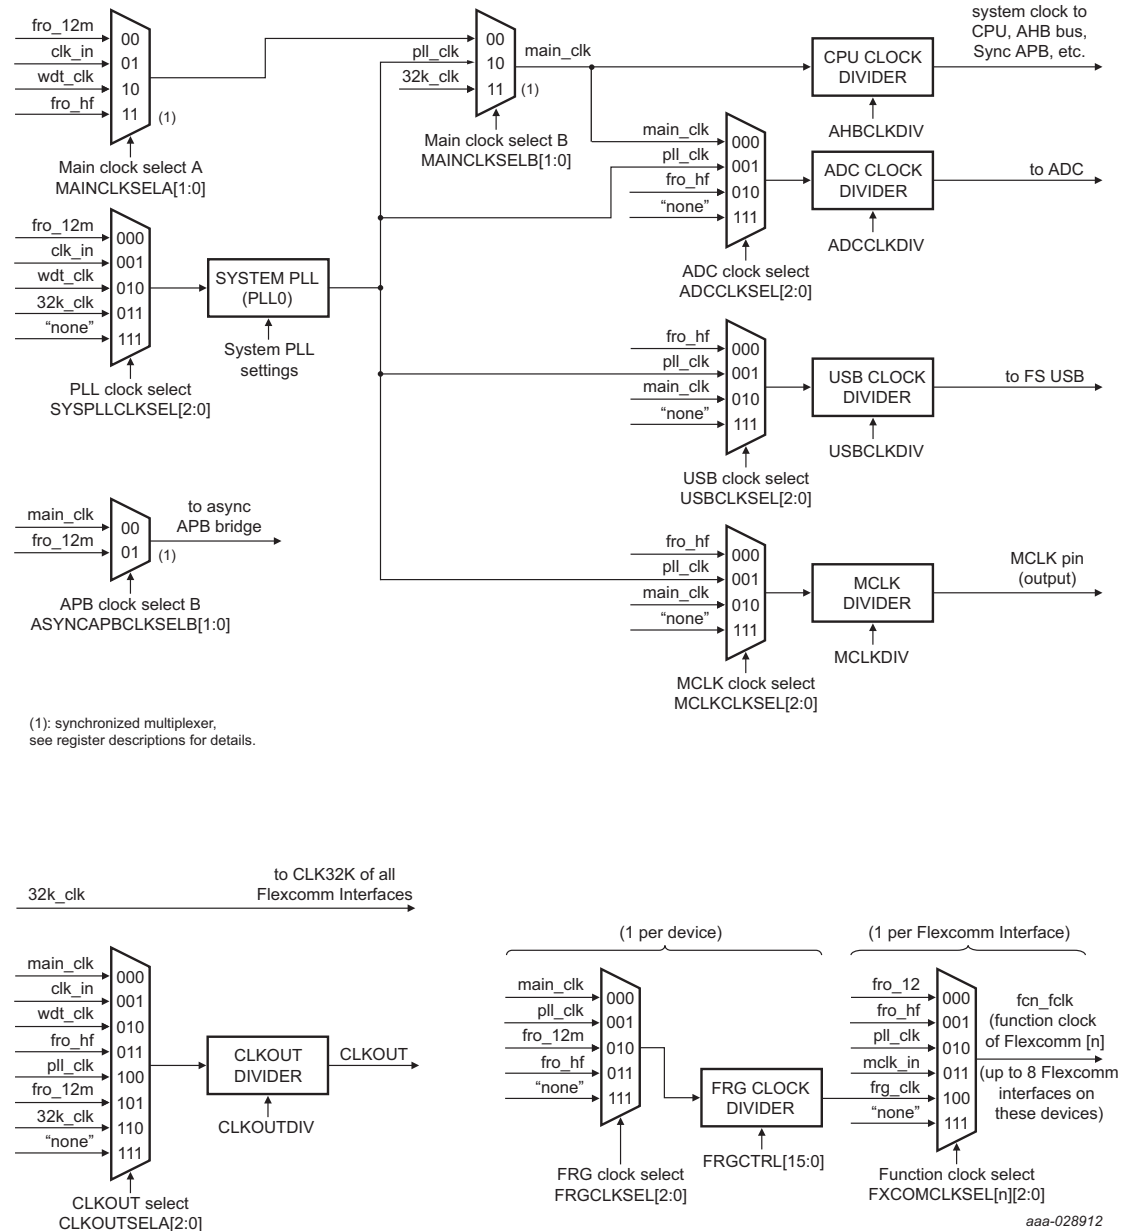 fro_12m
clk_in
wdt_clk
fro_hf
00
01
10
11
(1)
Main clock select A
MAINCLKSELA[1:0]
pll_clk
32k_clk
00
10
11
(1)
main_clk
Main clock select B
MAINCLKSELB[1:0]
CPU CLOCK
DIVIDER
AHBCLKDIV
system clock to
CPU, AHB bus,
Sync APB, etc.
main_clk
pll_clk
fro_hf
“none”
000
001
010
111
ADC clock select
ADCCLKSEL[2:0]
ADC CLOCK
DIVIDER
ADCCLKDIV
to ADC
fro_12m
clk_in
wdt_clk
32k_clk
“none”
000
001
010
011
111
PLL clock select
SYSPLLCLKSEL[2:0]
SYSTEM PLL
(PLL0)
System PLL
settings
fro_hf
pll_clk
main_clk
“none”
000
001
010
111
USB clock select
USBCLKSEL[2:0]
USB CLOCK
DIVIDER
USBCLKDIV
to FS USB
main_clk
fro_12m
00
01
(1)
to async
APB bridge
APB clock select B
ASYNCAPBCLKSELB[1:0]
fro_hf
pll_clk
main_clk
“none”
000
001
010
111
MCLK clock select
MCLKCLKSEL[2:0]
MCLK
DIVIDER
MCLKDIV
MCLK pin
(output)
(1): synchronized multiplexer,
see register descriptions for details.
32k_clk
to CLK32K of all
Flexcomm Interfaces
main_clk
clk_in
wdt_clk
fro_hf
pll_clk
fro_12m
32k_clk
“none”
000
001
010
011
100
101
110
111
CLKOUT select
CLKOUTSELA[2:0]
CLKOUT
DIVIDER
CLKOUTDIV
CLKOUT
(1 per device)
main_clk
pll_clk
fro_12m
fro_hf
“none”
000
001
010
011
111
FRG clock select
FRGCLKSEL[2:0]
FRG CLOCK
DIVIDER
FRGCTRL[15:0]
(1 per Flexcomm Interface)
fro_12
fro_hf
pll_clk
mclk_in
frg_clk
“none”
000
001
010
011
100
111
Function clock select
FXCOMCLKSEL[n][2:0]
fcn_fclk
(function clock
of Flexcomm [n]
(up to 8 Flexcomm
interfaces on
these devices)
aaa-028912